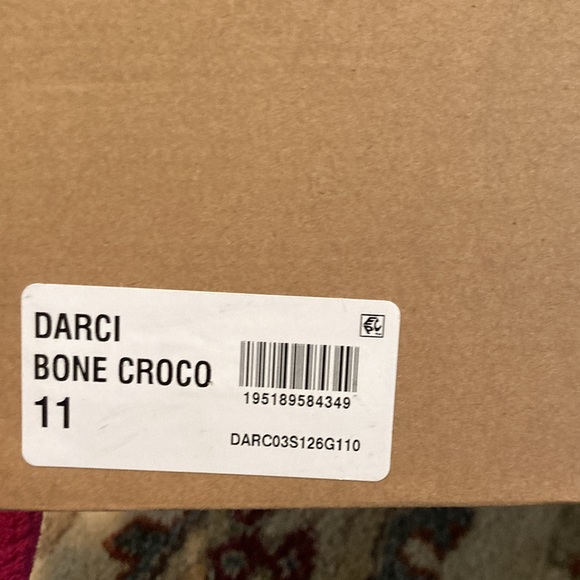 DARCI
BONE CROCO
11
195189584349
DARC03S126G110